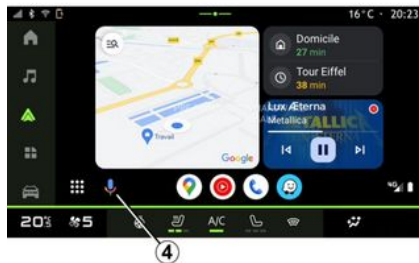 16°C · 20:23
Domicile
27 min
Tour Eiffel
38 min
Travail
Google
Lux Æterna
Metallica
4G
20°5
5
A/C
4